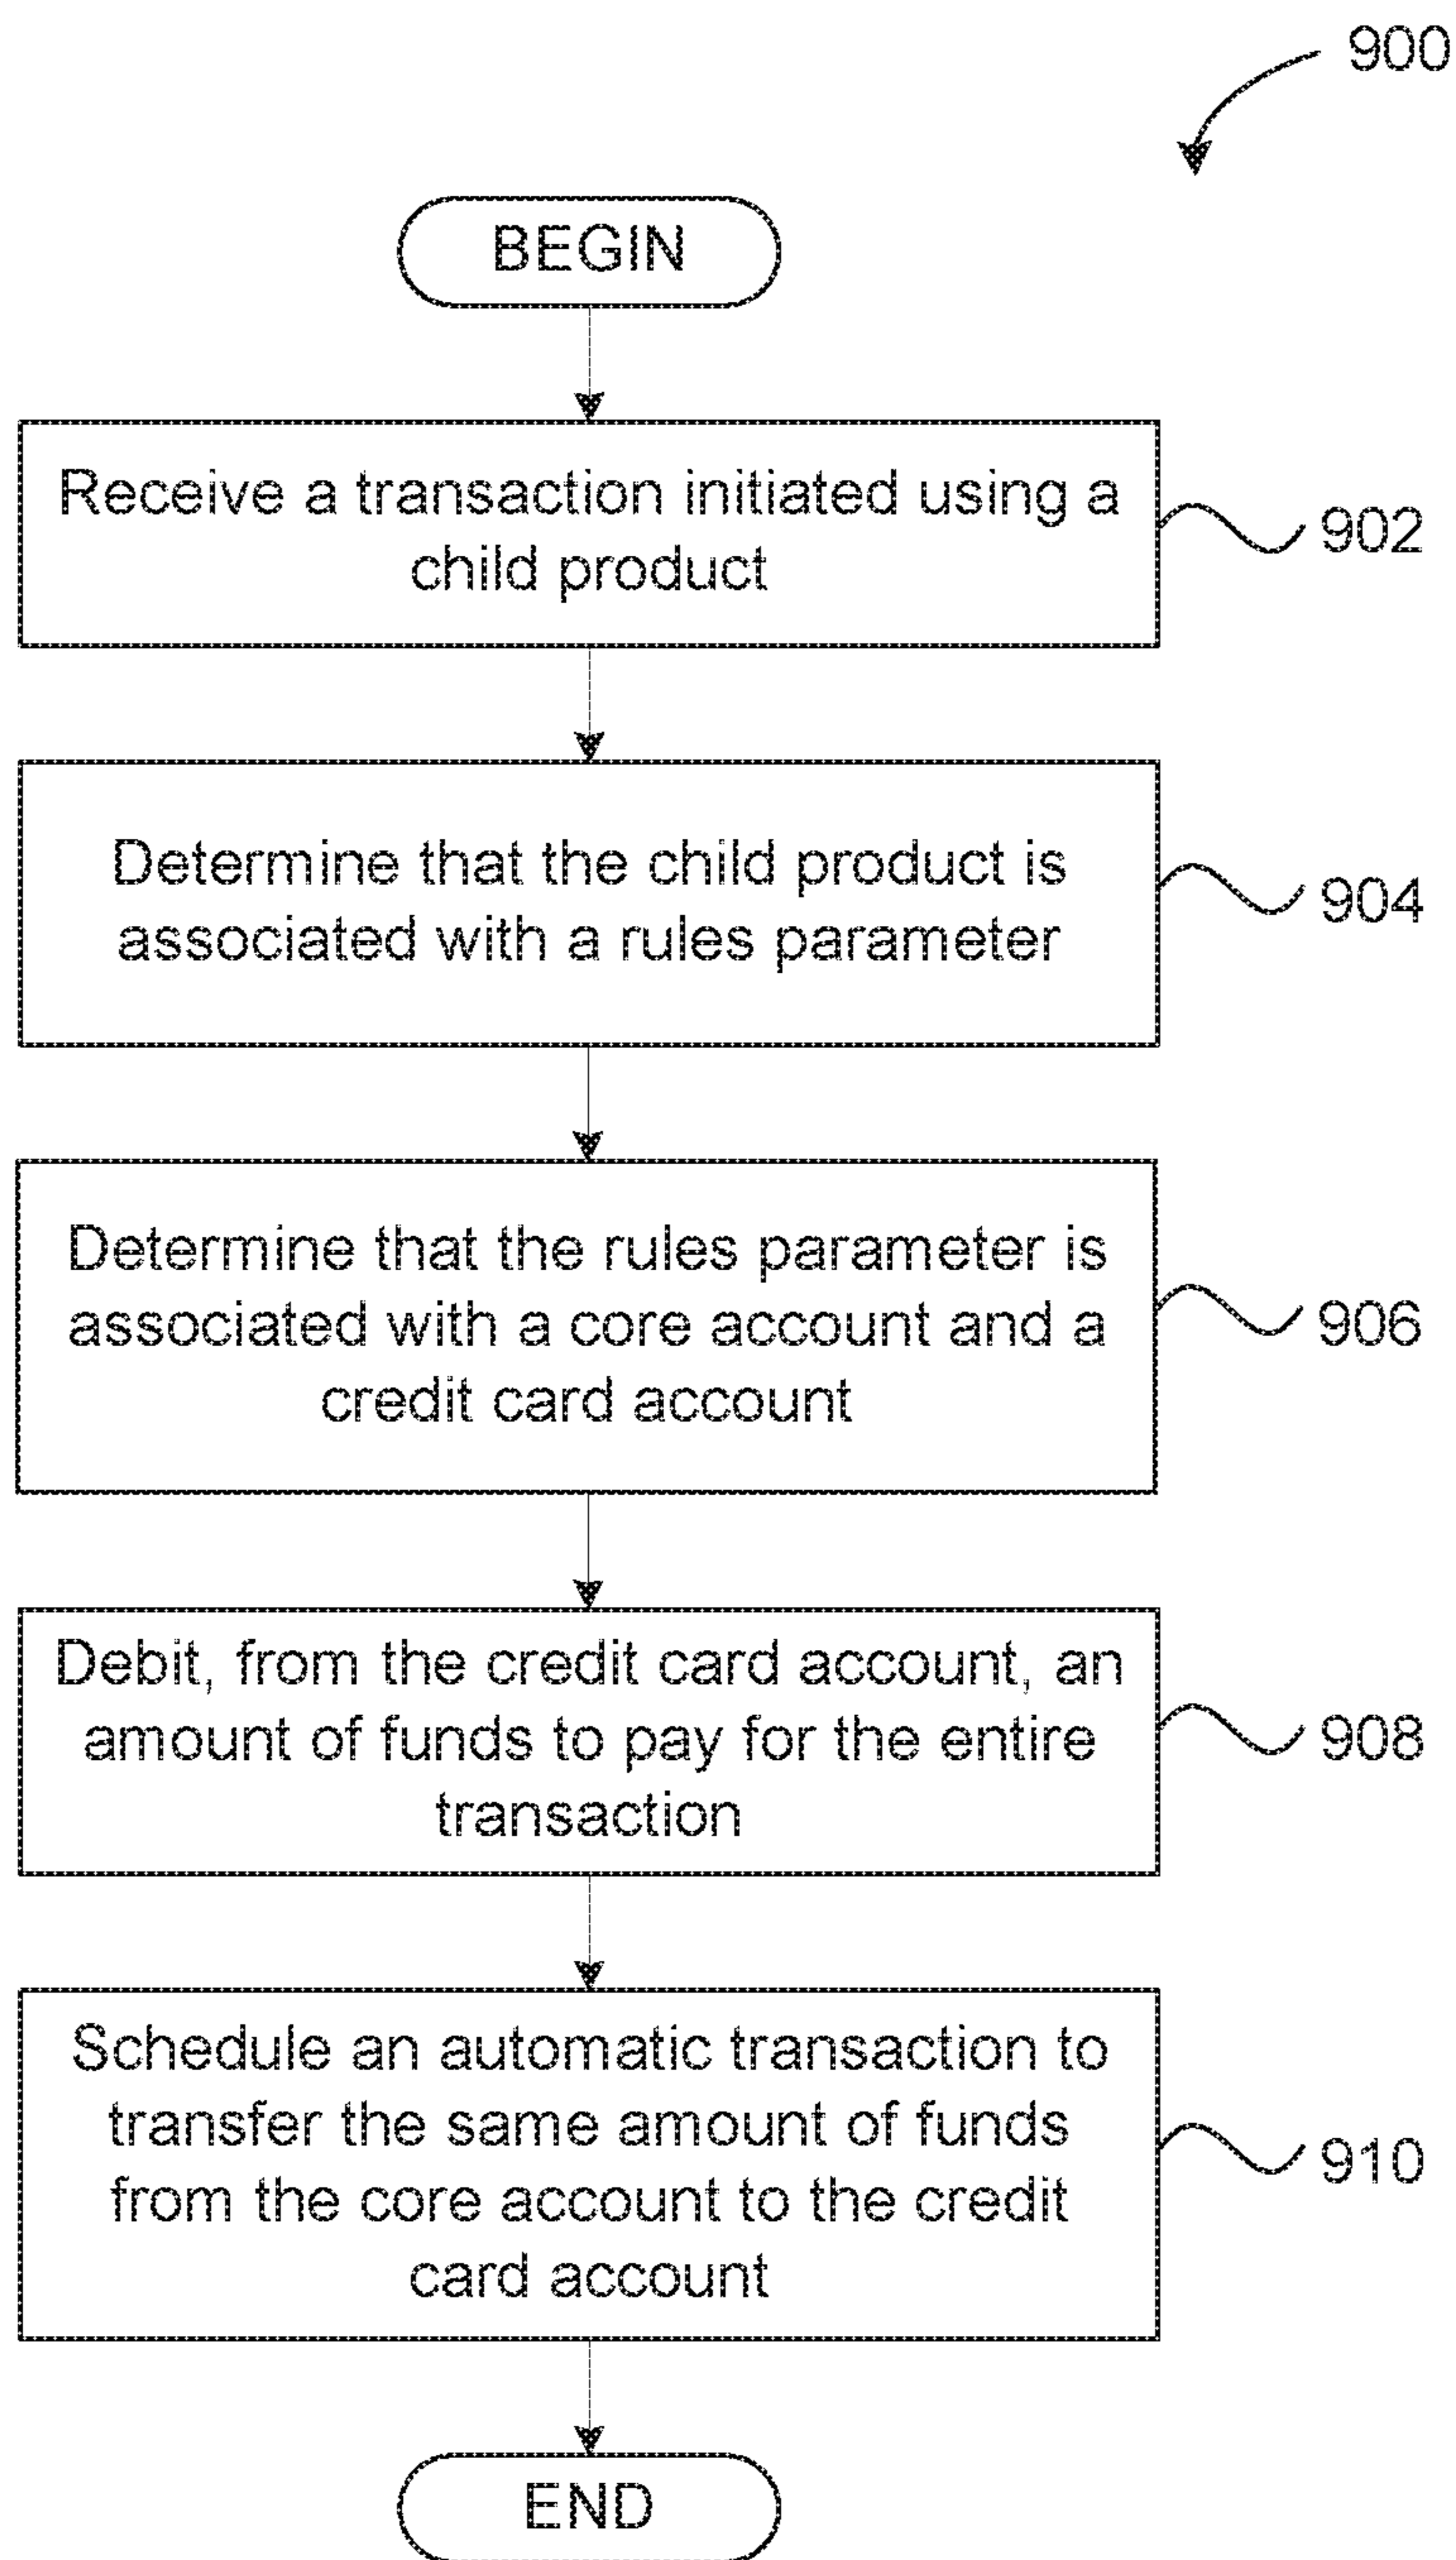 900
BEGIN
Receive a transaction initiated using a
child product
902
Determine that the child product is
associated with a rules parameter
904
Determine that the rules parameter is
associated with a core account and a
credit card account
906
Debit, from the credit card account, an
amount of funds to pay for the entire
transaction
908
Schedule an automatic transaction to
transfer the same amount of funds
from the core account to the credit
card account
910
END